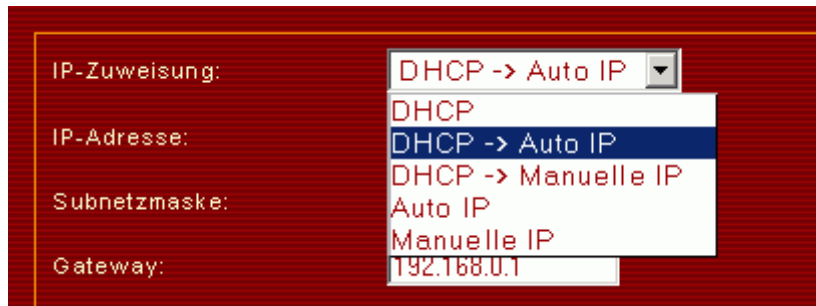 IP-Zuweisung: DHCP -> Auto IP
DHCP
IP-Adresse: DHCP -> Auto IP
DHCP -> Manuelle IP
Subnetzmaske: Auto IP
Manuelle IP
Gateway: 192.168.0.1